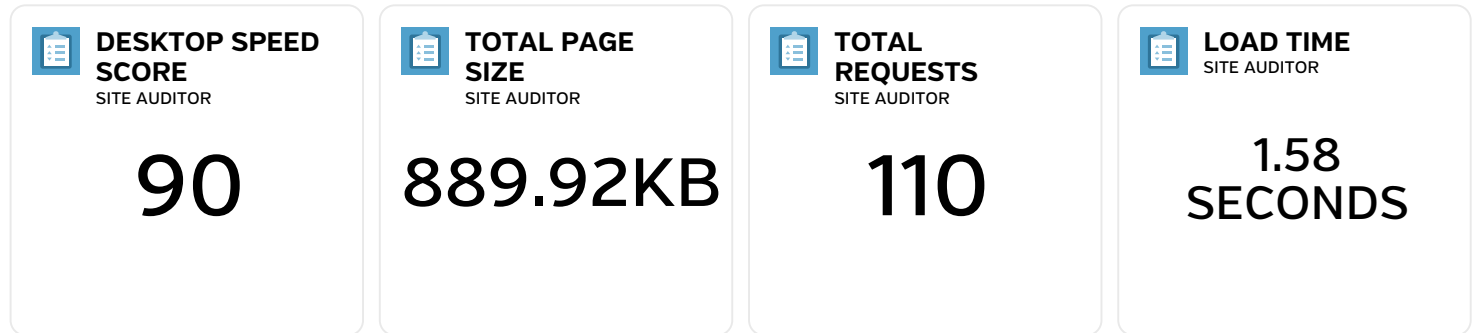 DESKTOP SPEED
SCORE
SITE AUDITOR
90
TOTAL PAGE
SIZE
SITE AUDITOR
889.92KB
TOTAL
REQUESTS
SITE AUDITOR
110
LOAD TIME
SITE AUDITOR
1.58
SECONDS